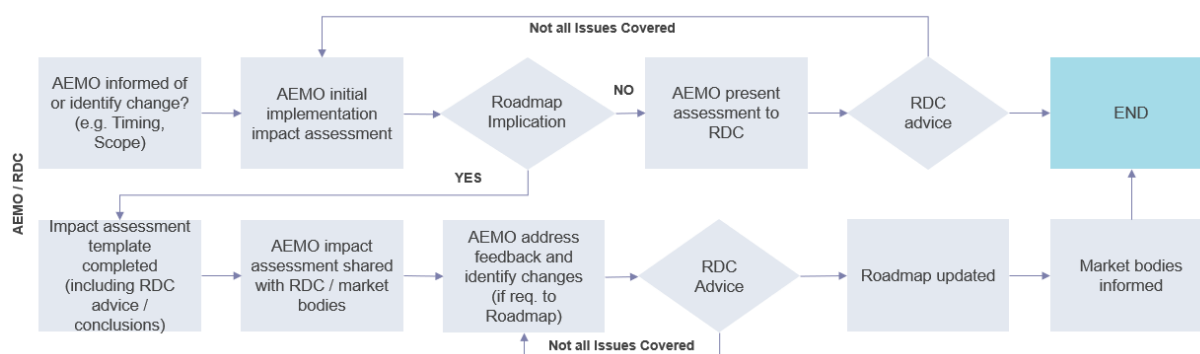 Not all Issues Covered
AEMO informed of
or identify change?
(e.g. Timing,
Scope)
AEMO initial
implementation
impact assessment
Roadmap
Implication
NO
AEMO present
assessment to
RDC
RDC
advice
END
YES
AEMO / RDC
Impact assessment
template
completed
(including RDC
advice /
conclusions)
AEMO impact
assessment shared
with RDC / market
bodies
AEMO address
feedback and
identify changes
(if req. to
Roadmap)
RDC
Advice
Roadmap updated
Market bodies
informed
Not all Issues Covered